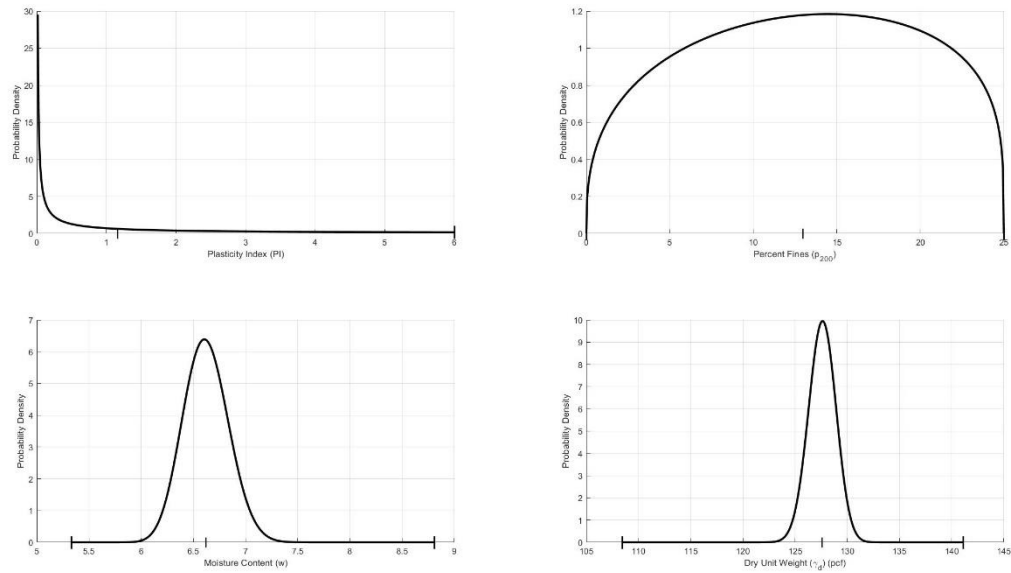 30
25
20
15
10
5
0
Probability Density
0 1 2 3 4 5 6
Plasticity Index (PI)
1.2
1
0.8
0.6
0.4
0.2
0
Probability Density
0 5 10 15 20 25
Percent Fines (p200)
7
6
5
4
3
2
1
0
Probability Density
5 5.5 6 6.5 7 7.5 8 8.5 9
Moisture Content (w)
10
9
8
7
6
5
4
3
2
1
0
Probability Density
105 110 115 120 125 130 135 140 145
Dry Unit Weight (γd) (pcf)